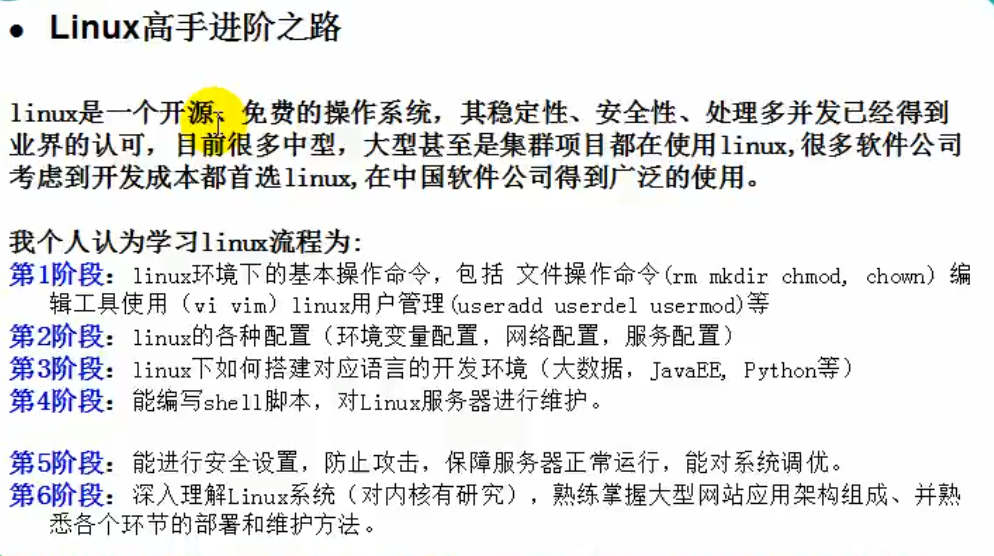 ● Linux高手进阶之路
linux是一个开源、免费的操作系统，其稳定性、安全性、处理多并发已经得到
业界的认可，目前很多中型，大型甚至是集群项目都在使用linux,很多软件公司
考虑到开发成本都首选linux,在中国软件公司得到广泛的使用。
我个人认为学习linux流程为:
第1阶段：linux环境下的基本操作命令，包括 文件操作命令(rm mkdir chmod, chown) 编
辑工具使用（vi vim）linux用户管理(useradd userdel usermod)等
第2阶段：linux的各种配置（环境变量配置，网络配置，服务配置）
第3阶段：linux下如何搭建对应语言的开发环境（大数据，JavaEE, Python等）
第4阶段：能编写shell脚本，对Linux服务器进行维护。
第5阶段：能进行安全设置，防止攻击，保障服务器正常运行，能对系统调优。
第6阶段：深入理解Linux系统（对内核有研究），熟练掌握大型网站应用架构组成、并熟
悉各个环节的部署和维护方法。